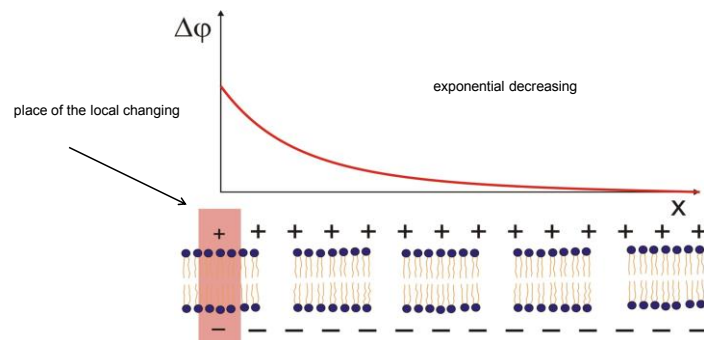 Δφ
exponential decreasing
place of the local changing
X
+ + + + + + + + + + + + + +
− − − − − − − − − − − − − −